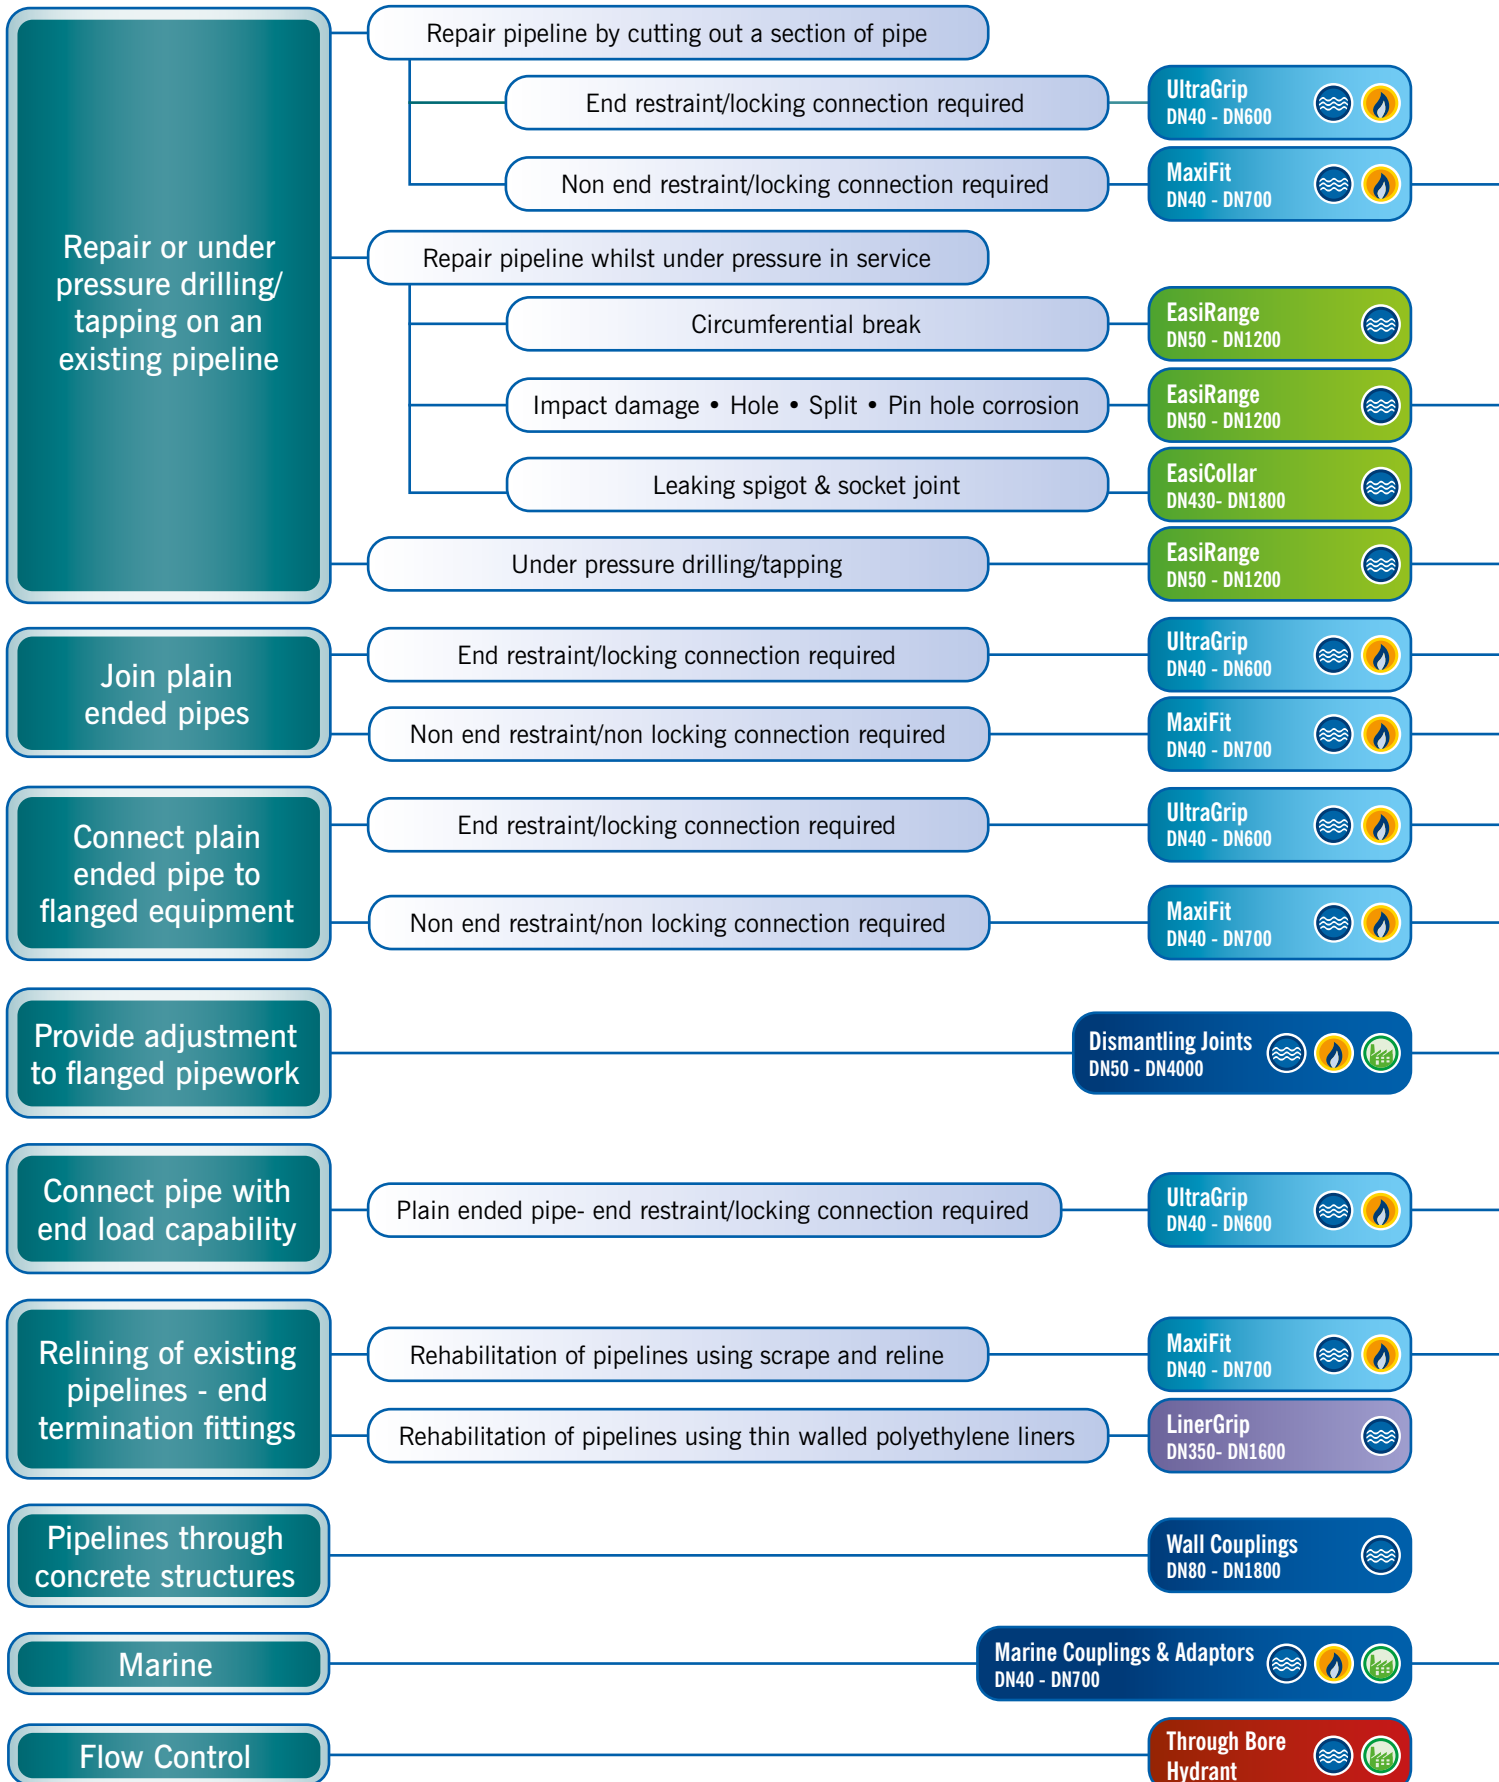 Repair or under
pressure drilling/
tapping on an
existing pipeline
Repair pipeline by cutting out a section of pipe
End restraint/locking connection required
UltraGrip
DN40 - DN600
Non end restraint/locking connection required
MaxiFit
DN40 - DN700
Repair pipeline whilst under pressure in service
Circumferential break
EasiRange
DN50 - DN1200
Impact damage • Hole • Split • Pin hole corrosion
EasiRange
DN50 - DN1200
Leaking spigot & socket joint
EasiCollar
DN430- DN1800
Under pressure drilling/tapping
EasiRange
DN50 - DN1200
Join plain
ended pipes
End restraint/locking connection required
UltraGrip
DN40 - DN600
Non end restraint/non locking connection required
MaxiFit
DN40 - DN700
Connect plain
ended pipe to
flanged equipment
End restraint/locking connection required
UltraGrip
DN40 - DN600
Non end restraint/non locking connection required
MaxiFit
DN40 - DN700
Provide adjustment
to flanged pipework
Dismantling Joints
DN50 - DN4000
Connect pipe with
end load capability
Plain ended pipe- end restraint/locking connection required
UltraGrip
DN40 - DN600
Relining of existing
pipelines - end
termination fittings
Rehabilitation of pipelines using scrape and reline
MaxiFit
DN40 - DN700
Rehabilitation of pipelines using thin walled polyethylene liners
LinerGrip
DN350- DN1600
Pipelines through
concrete structures
Wall Couplings
DN80 - DN1800
Marine
Marine Couplings & Adaptors
DN40 - DN700
Flow Control
Through Bore
Hydrant